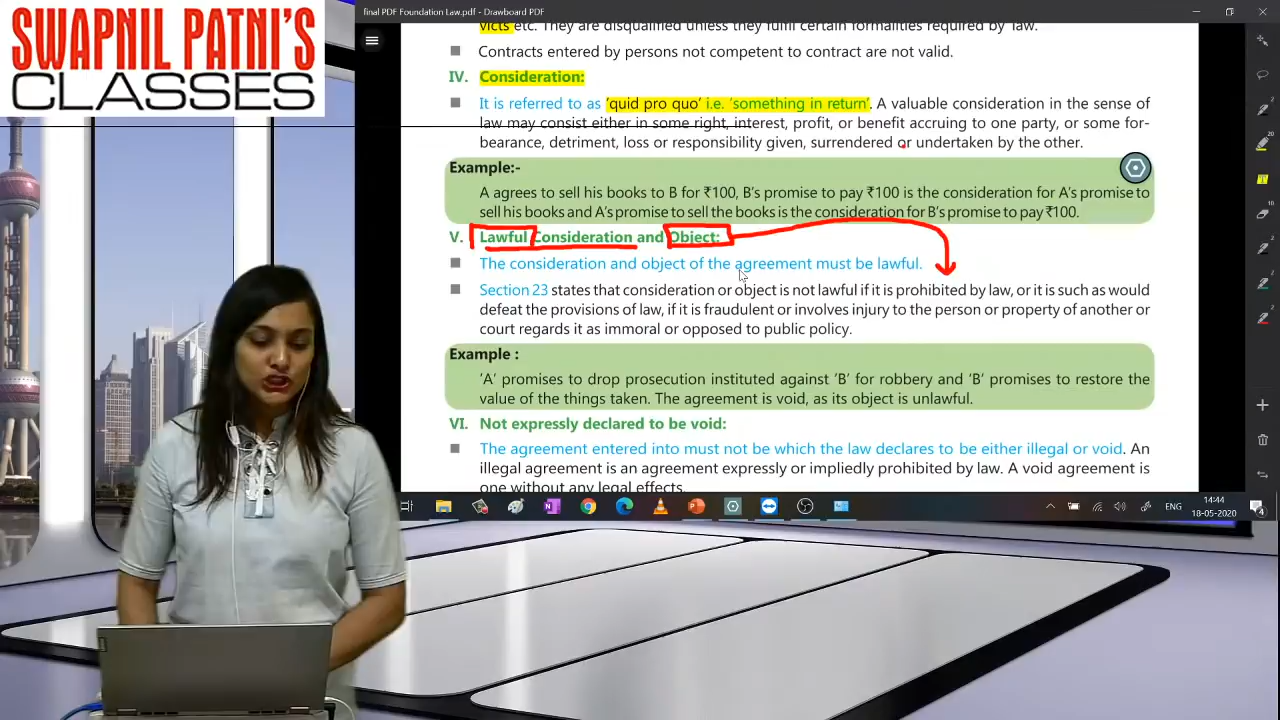 SWAPNIL PATNI'S
CLASSES
final PDF Foundation Law.pdf - Drawboard PDF
victs etc. They are disqualified unless they fulfil certain formalities required by law.
■ Contracts entered by persons not competent to contract are not valid.
IV. Consideration:
■ It is referred to as 'quid pro quo' i.e. 'something in return'. A valuable consideration in the sense of
law may consist either in some right, interest, profit, or benefit accruing to one party, or some for-
bearance, detriment, loss or responsibility given, surrendered or undertaken by the other.
Example:-
A agrees to sell his books to B for ₹100, B's promise to pay ₹100 is the consideration for A's promise to
sell his books and A's promise to sell the books is the consideration for B's promise to pay ₹100.
V. Lawful Consideration and Object:
■ The consideration and object of the agreement must be lawful.
■ Section 23 states that consideration or object is not lawful if it is prohibited by law, or it is such as would
defeat the provisions of law, if it is fraudulent or involves injury to the person or property of another or
court regards it as immoral or opposed to public policy.
Example :
'A' promises to drop prosecution instituted against 'B' for robbery and 'B' promises to restore the
value of the things taken. The agreement is void, as its object is unlawful.
VI. Not expressly declared to be void:
■ The agreement entered into must not be which the law declares to be either illegal or void. An
illegal agreement is an agreement expressly or impliedly prohibited by law. A void agreement is
one without any legal effects.
ENG
14:44
18-05-2020